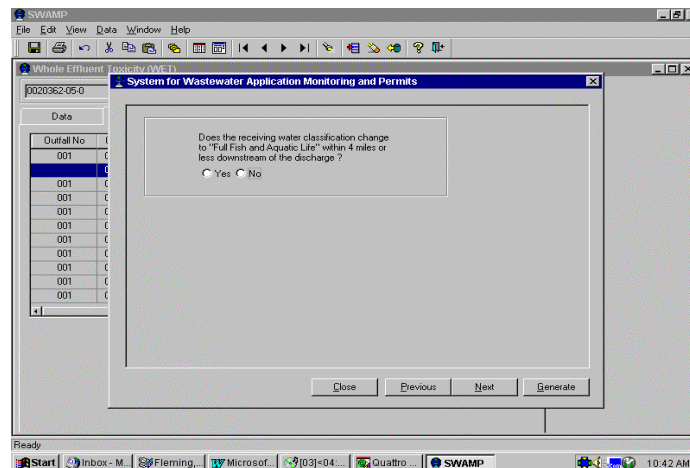 SWAMP
File Edit View Data Window Help
Whole Effluent Toxicity (WET)
System for Wastewater Application Monitoring and Permits
0020362-05-0
Data
Does the receiving water classification change
to "Full Fish and Aquatic Life" within 4 miles or
less downstream of the discharge ?
Yes No
Outfall No
001
001
001
001
001
001
001
001
001
001
Close Previous Next Generate
Ready
Start Inbox - M... Fleming,... Microsof... [03]<04:... Quattro ... SWAMP 10:42 AM